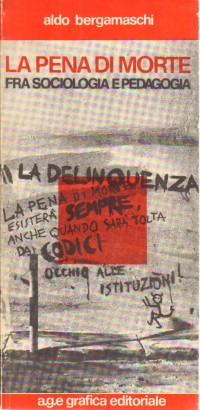 aldo bergamaschi
LA PENA DI MORTE
FRA SOCIOLOGIA E PEDAGOGIA
LA DELINQUENZA
LA PENA DI MORTE
ESISTERÀ SEMPRE,
ANCHE QUANDO SARÀ TOLTA
DAI CODICI
OCCHIO ALLE
ISTITUZIONI!
a.g.e grafica editoriale